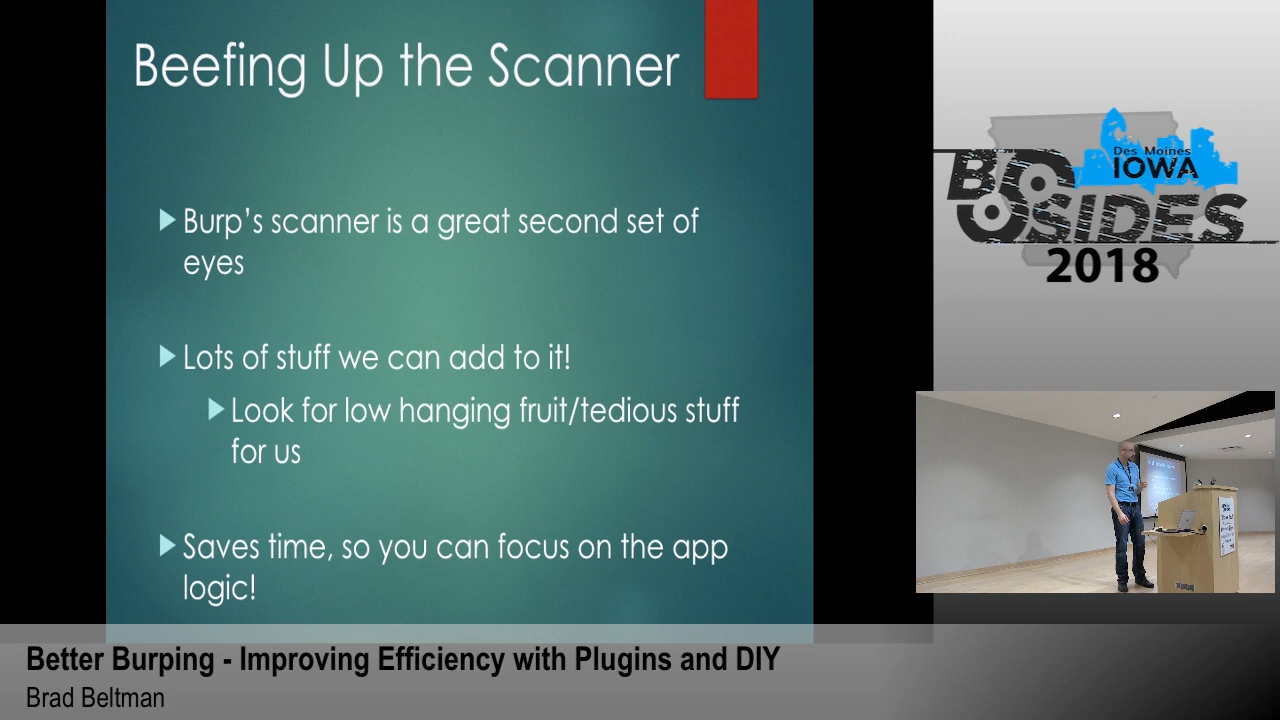 Beefing Up the Scanner
Burp’s scanner is a great second set of
eyes
Lots of stuff we can add to it!
Look for low hanging fruit/tedious stuff
for us
Saves time, so you can focus on the app
logic!
Des Moines
IOWA
BSIDES
2018
Better Burping - Improving Efficiency with Plugins and DIY
Brad Beltman